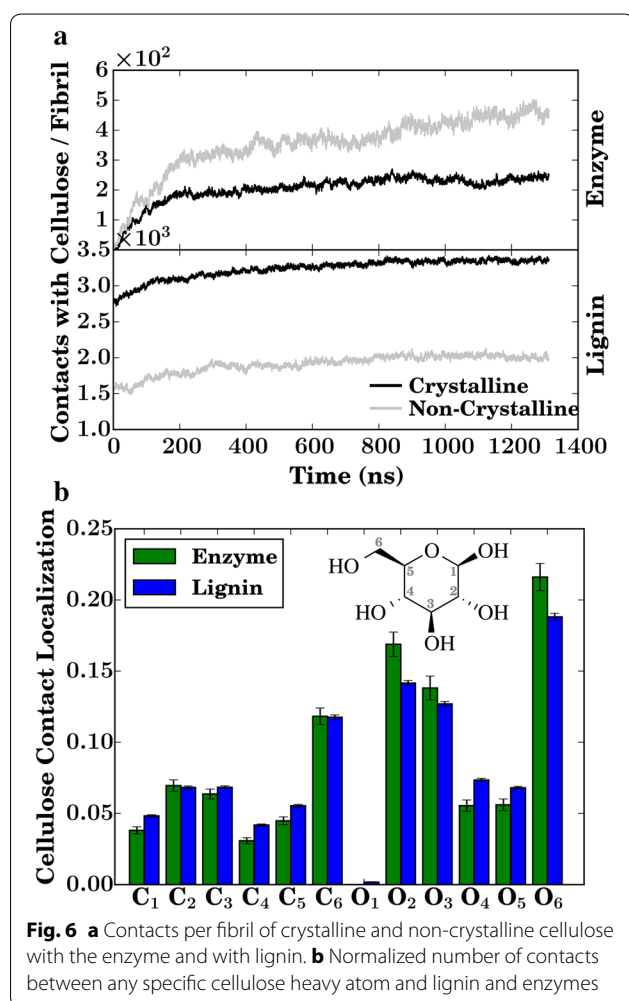 a
×10²
6
5
4
3
2
1
Contacts with Cellulose / Fibril
Enzyme
×10³
3.5
3.0
2.5
2.0
1.5
1.0
Lignin
Crystalline
Non-Crystalline
0 200 400 600 800 1000 1200 1400
Time (ns)
b
0.25
0.20
0.15
0.10
0.05
0.00
Cellulose Contact Localization
Enzyme
Lignin
6
HO
O
OH
5
1
4
2
3
HO
OH
OH
C₁ C₂ C₃ C₄ C₅ C₆ O₁ O₂ O₃ O₄ O₅ O₆
Fig. 6 a Contacts per fibril of crystalline and non-crystalline cellulose
with the enzyme and with lignin. b Normalized number of contacts
between any specific cellulose heavy atom and lignin and enzymes